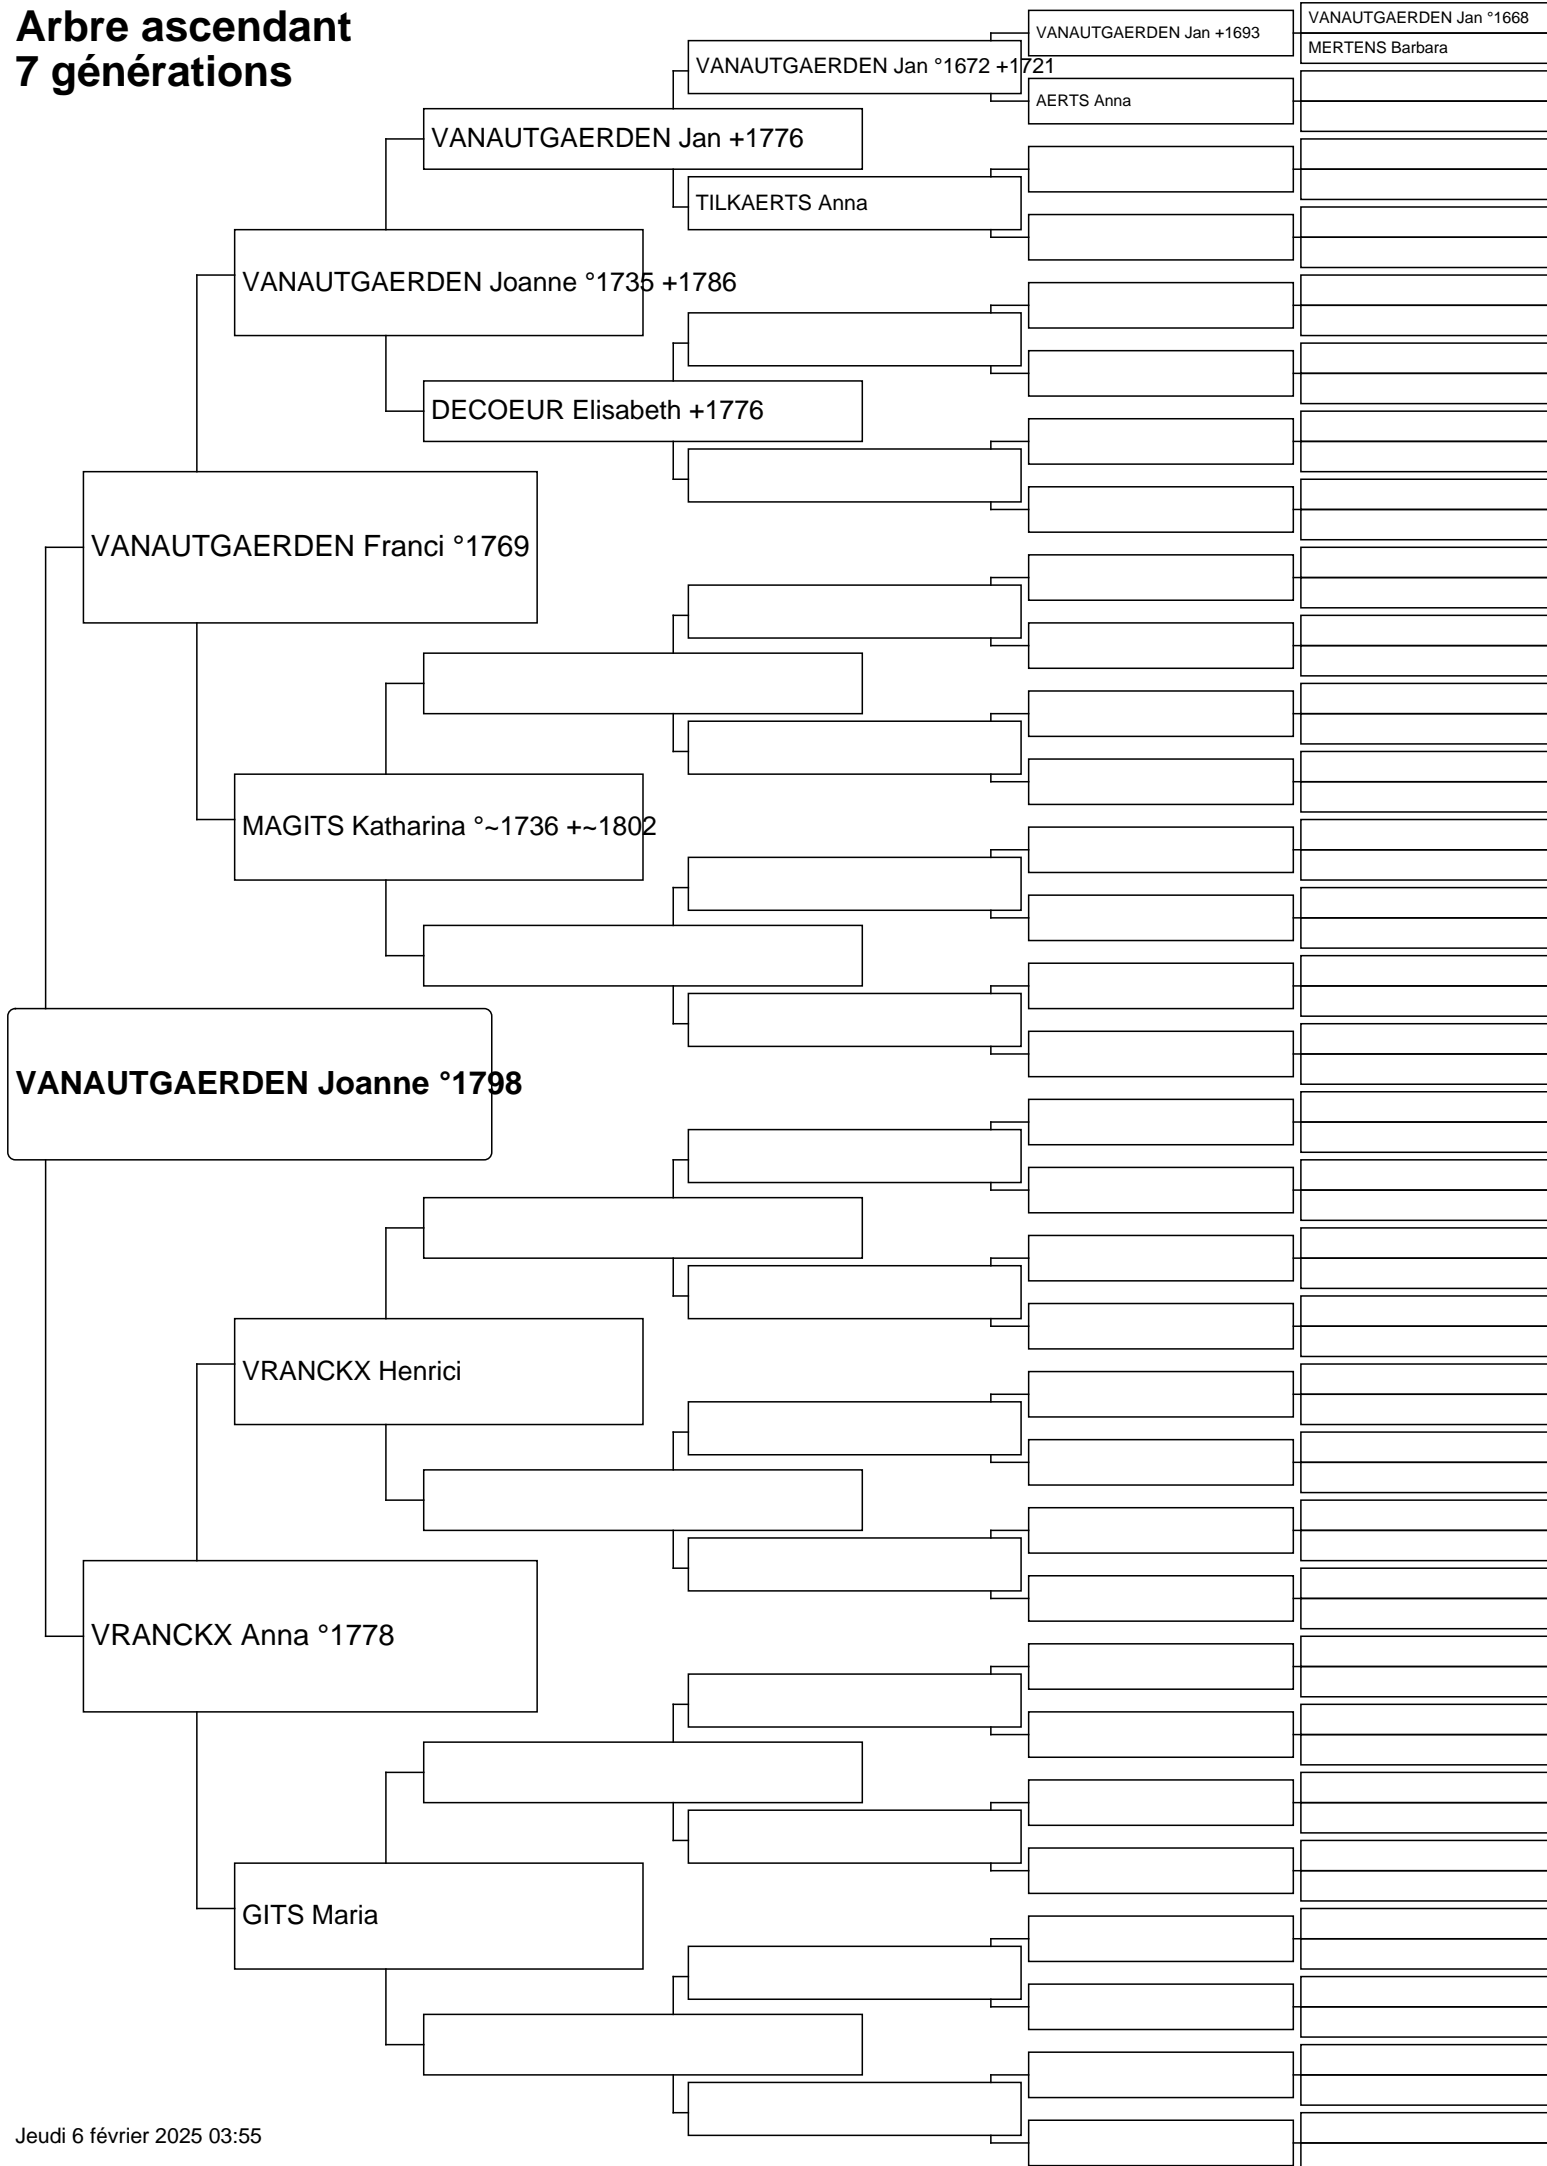 Arbre ascendant
7 générations
VANAUTGAERDEN Jan °1668
VANAUTGAERDEN Jan +1693
MERTENS Barbara
VANAUTGAERDEN Jan °1672 +1721
AERTS Anna
VANAUTGAERDEN Jan +1776
TILKAERTS Anna
VANAUTGAERDEN Joanne °1735 +1786
DECOEUR Elisabeth +1776
VANAUTGAERDEN Franci °1769
MAGITS Katharina °~1736 +~1802
VANAUTGAERDEN Joanne °1798
VRANCKX Henrici
VRANCKX Anna °1778
GITS Maria
Jeudi 6 février 2025 03:55